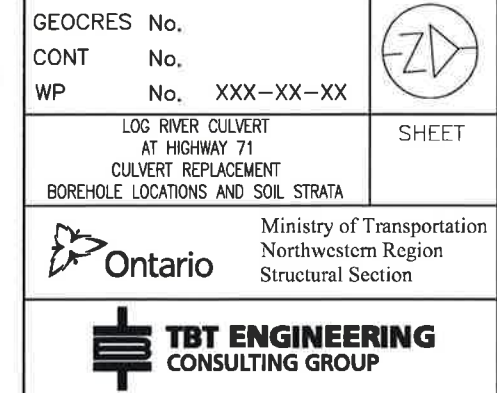 GEOCRES No.
CONT No.
WP No. XXX-XX-XX
LOG RIVER CULVERT
AT HIGHWAY 71
CULVERT REPLACEMENT
BOREHOLE LOCATIONS AND SOIL STRATA
SHEET
Ontario
Ministry of Transportation
Northwestern Region
Structural Section
TBT ENGINEERING
CONSULTING GROUP